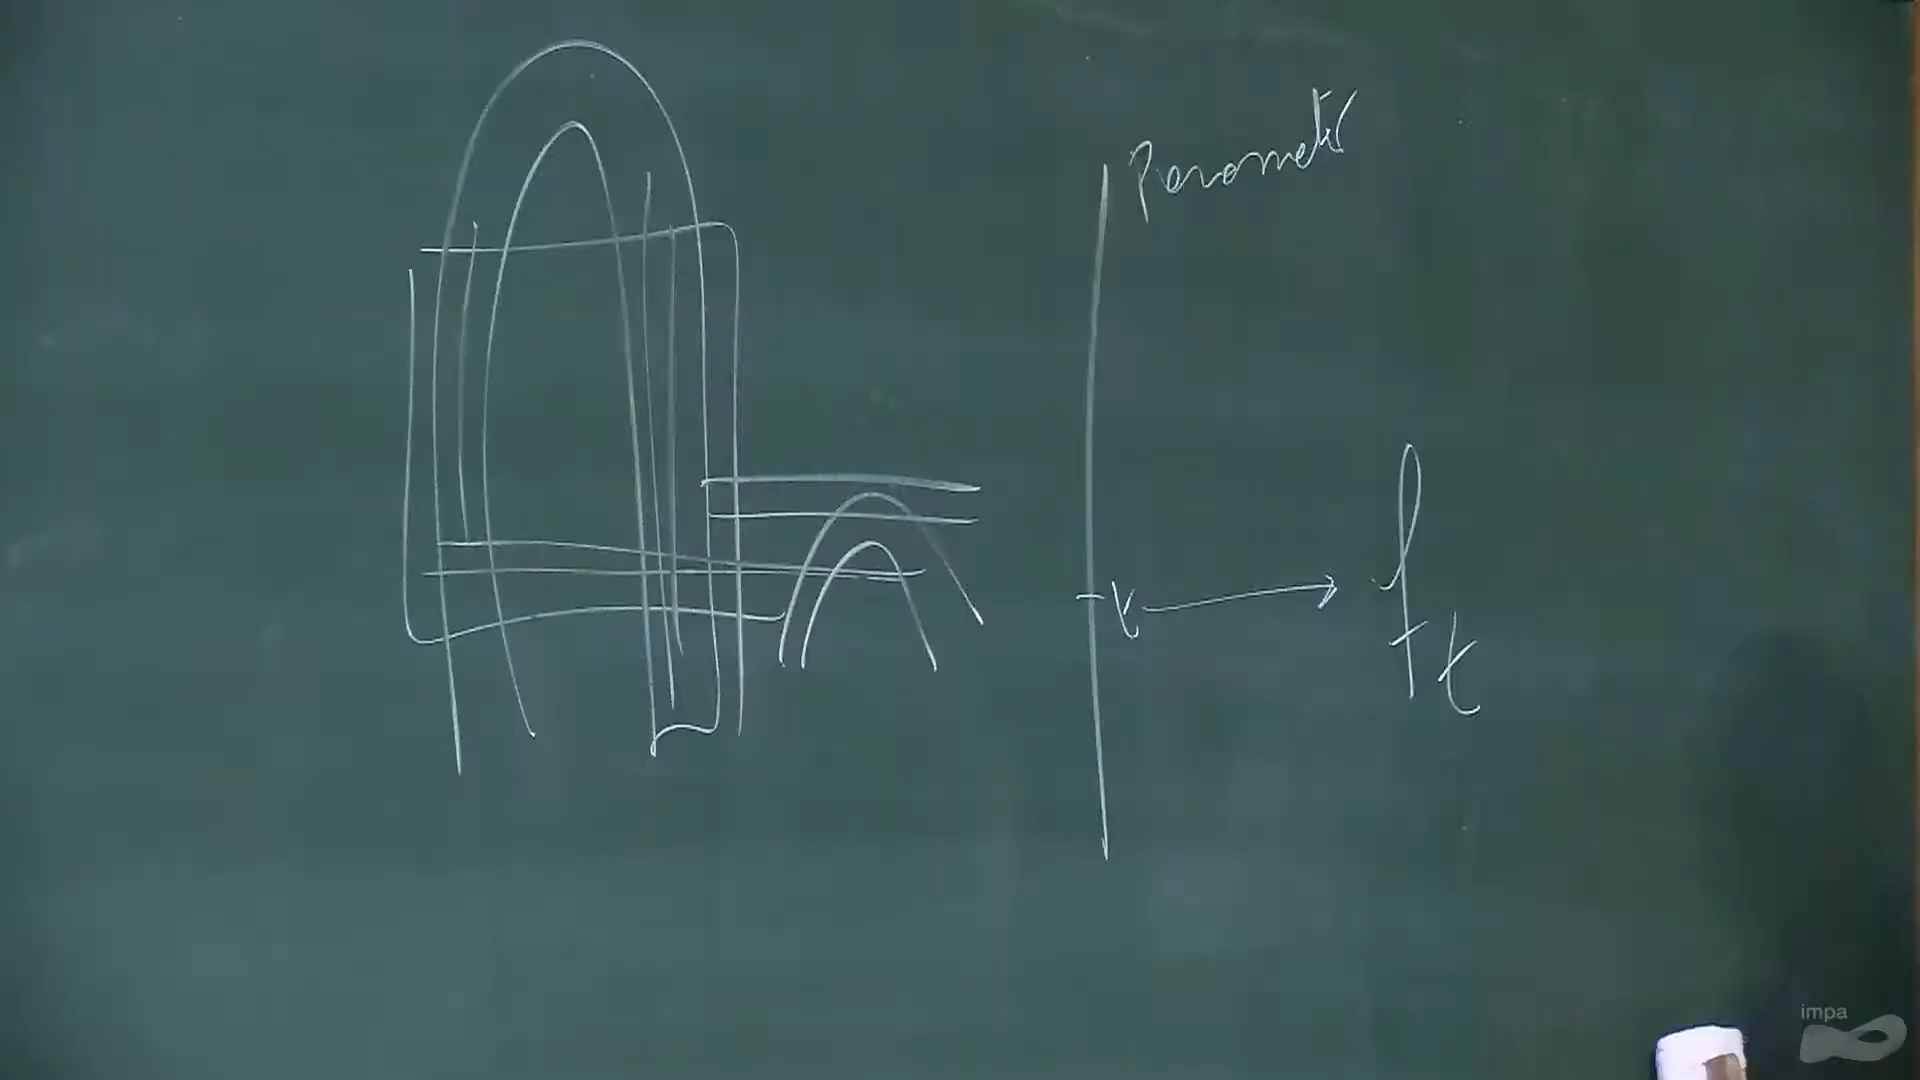 Parameter
t → f_t
impa